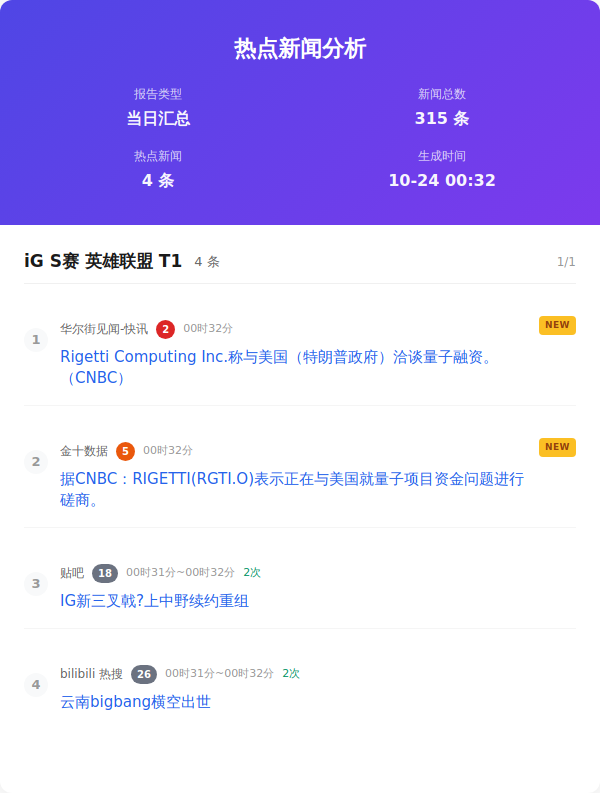 热点新闻分析
报告类型
当日汇总
新闻总数
315 条
热点新闻
4 条
生成时间
10-24 00:32
iG S赛 英雄联盟 T1 4 条 1/1
1 华尔街见闻-快讯 2 00时32分 NEW
Rigetti Computing Inc.称与美国（特朗普政府）洽谈量子融资。
（CNBC）
2 金十数据 5 00时32分 NEW
据CNBC：RIGETTI(RGTI.O)表示正在与美国就量子项目资金问题进行
磋商。
3 贴吧 18 00时31分~00时32分 2次
IG新三叉戟?上中野续约重组
4 bilibili 热搜 26 00时31分~00时32分 2次
云南bigbang横空出世